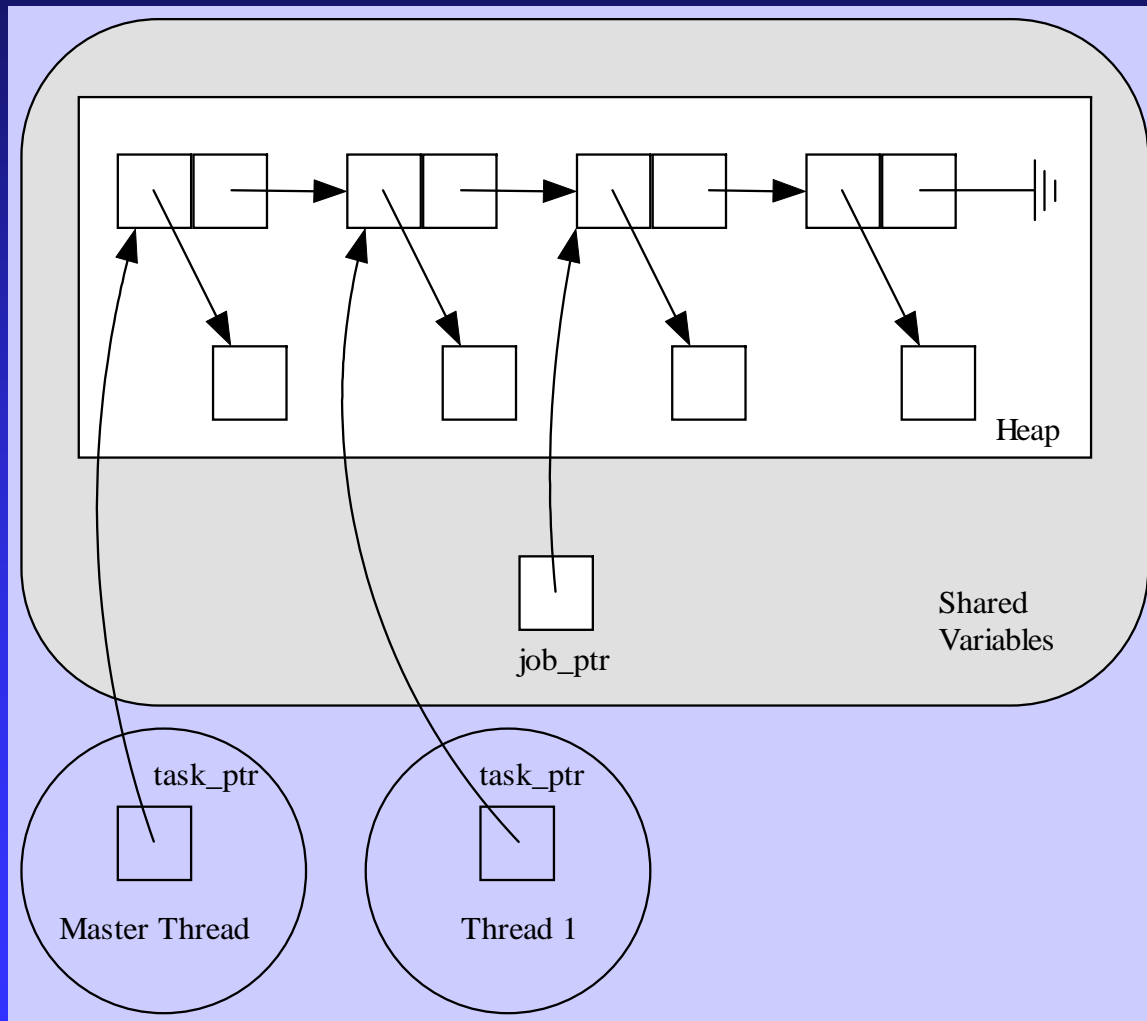 Heap
Shared
Variables
job_ptr
task_ptr
task_ptr
Master Thread
Thread 1